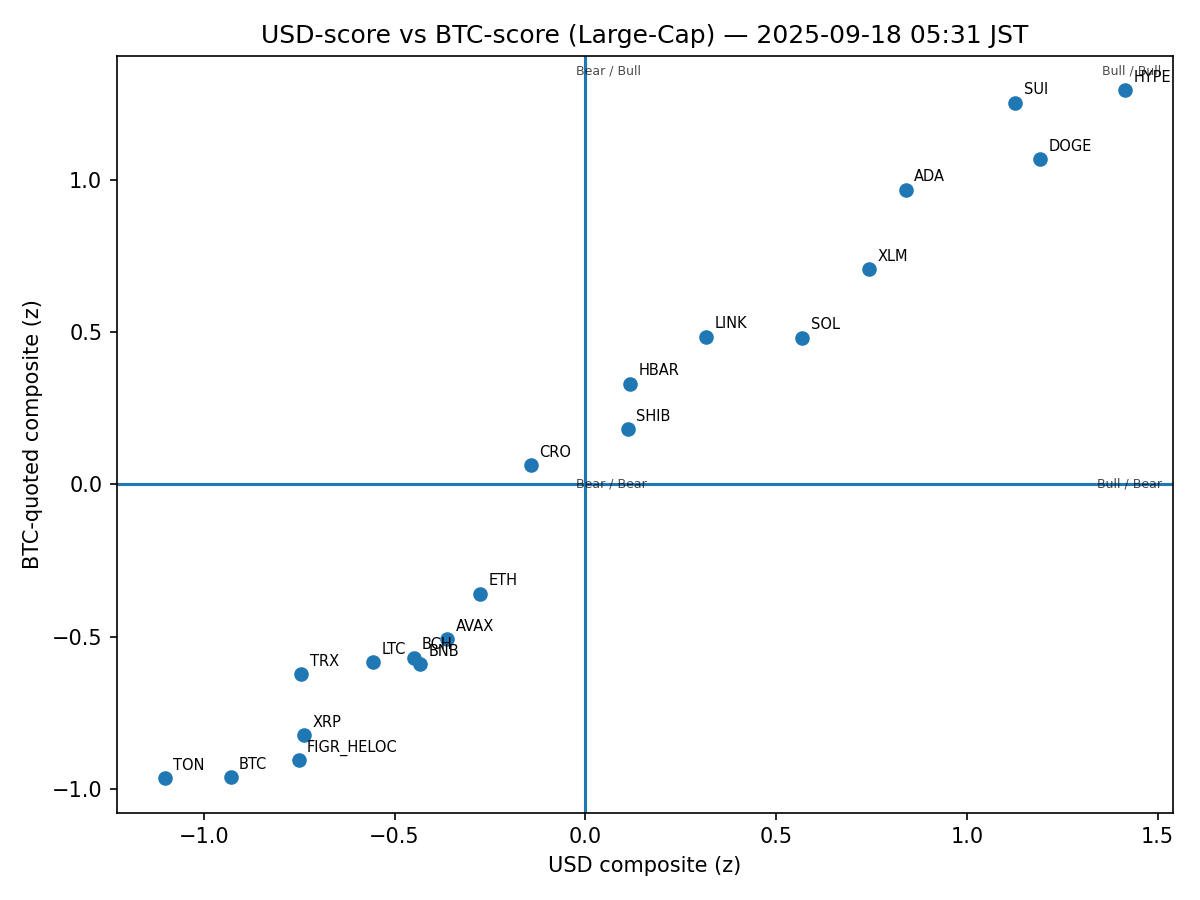 USD-score vs BTC-score (Large-Cap) — 2025-09-18 05:31 JST
Bear / Bull
Bull / Bull
HYPE
SUI
DOGE
ADA
XLM
LINK
SOL
HBAR
SHIB
CRO
Bear / Bear
Bull / Bear
ETH
AVAX
BCH
BNB
LTC
TRX
XRP
FIGR_HELOC
BTC
TON
1.0
0.5
0.0
−0.5
−1.0
BTC-quoted composite (z)
−1.0
−0.5
0.0
0.5
1.0
1.5
USD composite (z)